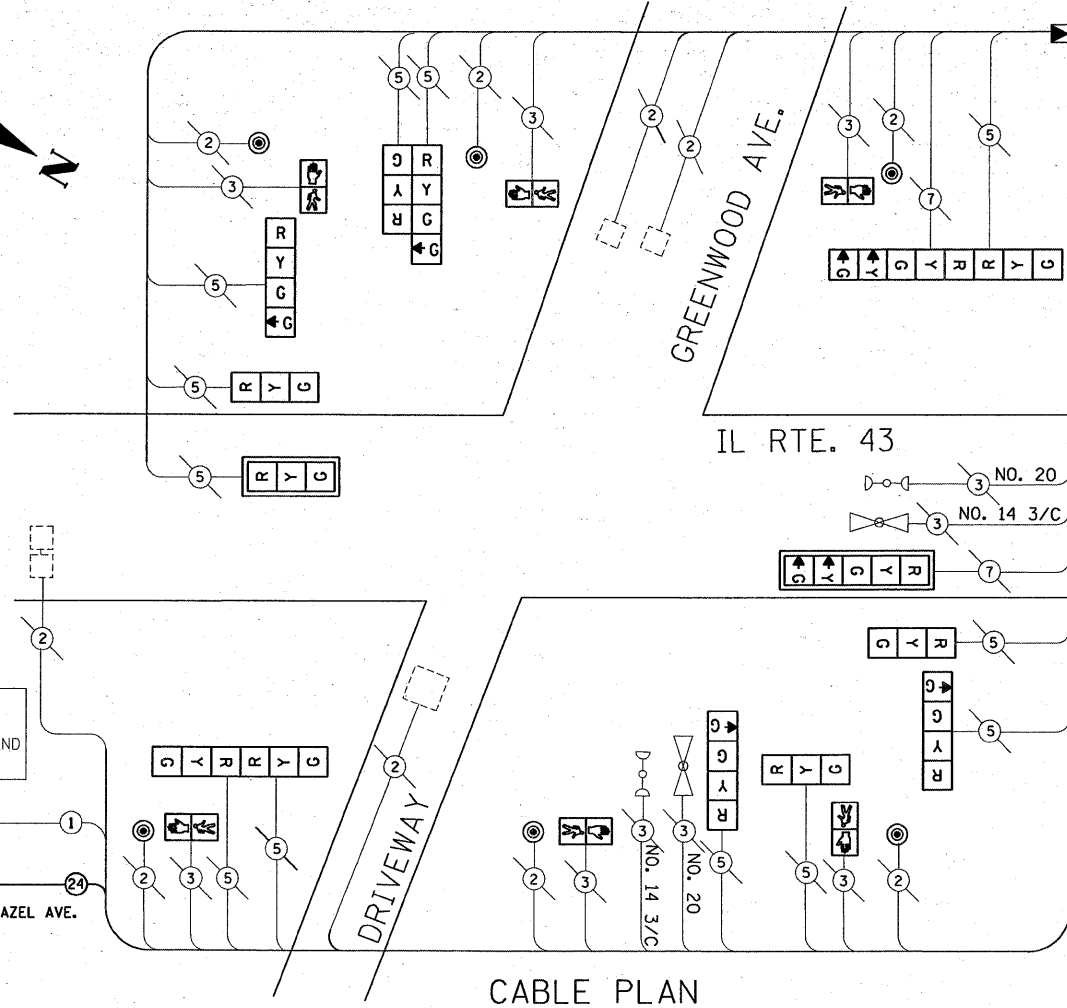 5 5 2 3
2 2
3 2 5
7
2
3
5
5
5
N
R
Y
G
G
G
Y
R
R
Y
G
G
G Y G Y R R Y G
R Y G
R Y G
GREENWOOD AVE.
IL RTE. 43
3 NO. 20
3 NO. 14 3/C
G Y G Y R 7
G Y R 5
G
G
Y
R
5
2
ND
1
24
AZEL AVE.
G Y R R Y G
2 3 5 5
2
DRIVEWAY
2 3
3 NO. 14 3/C
3 NO. 20
G
G
Y
R
5
R Y G
5
3
2
CABLE PLAN